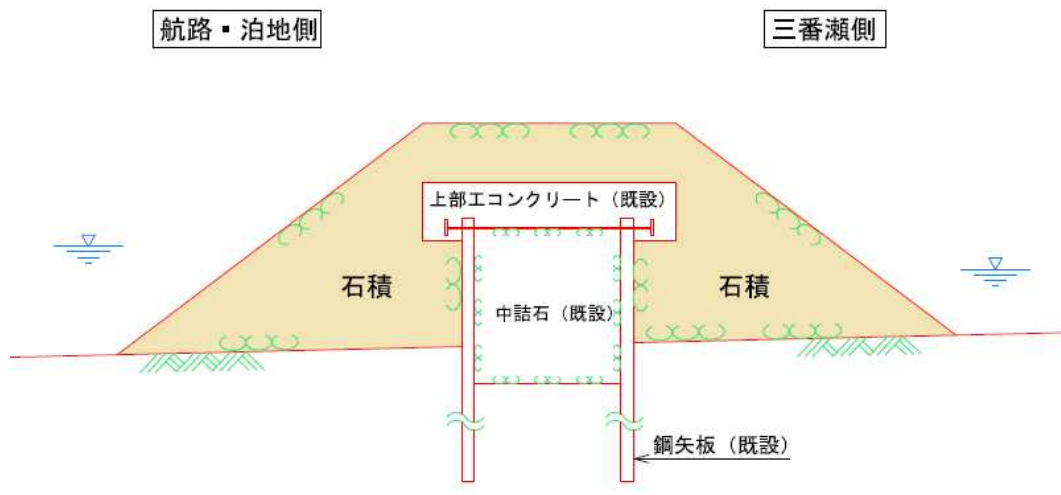 航路・泊地側
三番瀬側
上部工コンクリート（既設）
石積
石積
中詰石（既設）
鋼矢板（既設）